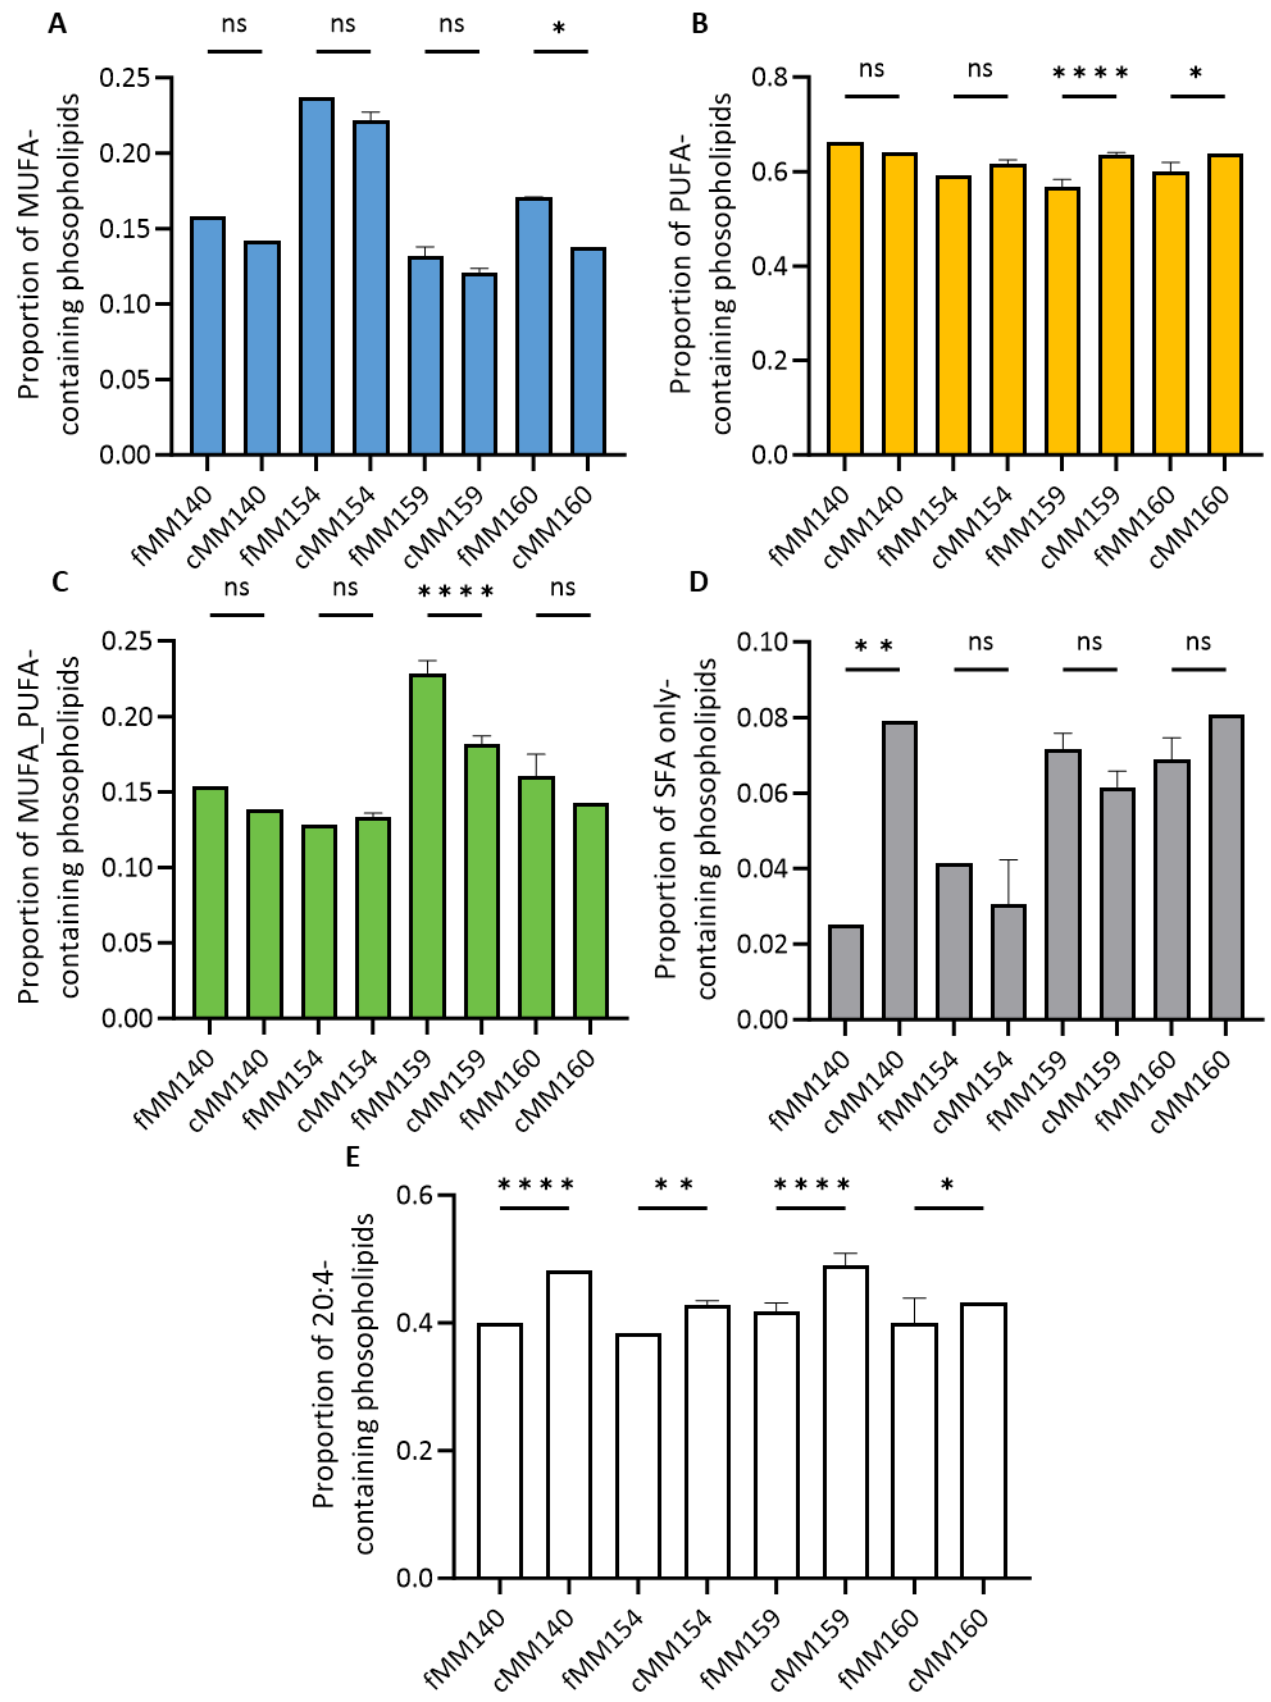 A
ns
ns
ns
*
Proportion of MUFA-
containing phosopholipids
0.25
0.20
0.15
0.10
0.05
0.00
fMM140
cMM140
fMM154
cMM154
fMM159
cMM159
fMM160
cMM160
B
ns
ns
****
*
Proportion of PUFA-
containing phosopholipids
0.8
0.6
0.4
0.2
0.0
fMM140
cMM140
fMM154
cMM154
fMM159
cMM159
fMM160
cMM160
C
ns
ns
****
ns
Proportion of MUFA_PUFA-
containing phosopholipids
0.25
0.20
0.15
0.10
0.05
0.00
fMM140
cMM140
fMM154
cMM154
fMM159
cMM159
fMM160
cMM160
D
**
ns
ns
ns
Proportion of SFA only-
containing phosopholipids
0.10
0.08
0.06
0.04
0.02
0.00
fMM140
cMM140
fMM154
cMM154
fMM159
cMM159
fMM160
cMM160
E
****
**
****
*
Proportion of 20:4-
containing phosopholipids
0.6
0.4
0.2
0.0
fMM140
cMM140
fMM154
cMM154
fMM159
cMM159
fMM160
cMM160